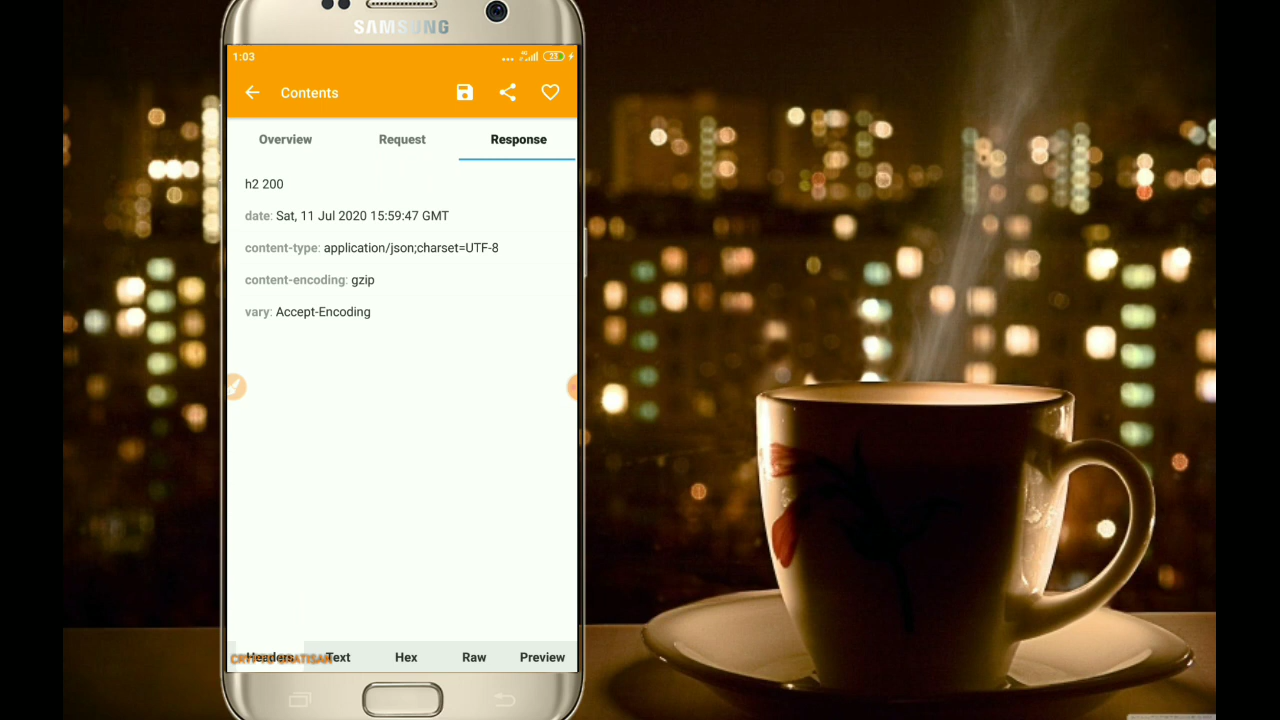 SAMSUNG
1:03
23
Contents
Overview Request Response
h2 200
date: Sat, 11 Jul 2020 15:59:47 GMT
content-type: application/json;charset=UTF-8
content-encoding: gzip
vary: Accept-Encoding
Headers Text Hex Raw Preview